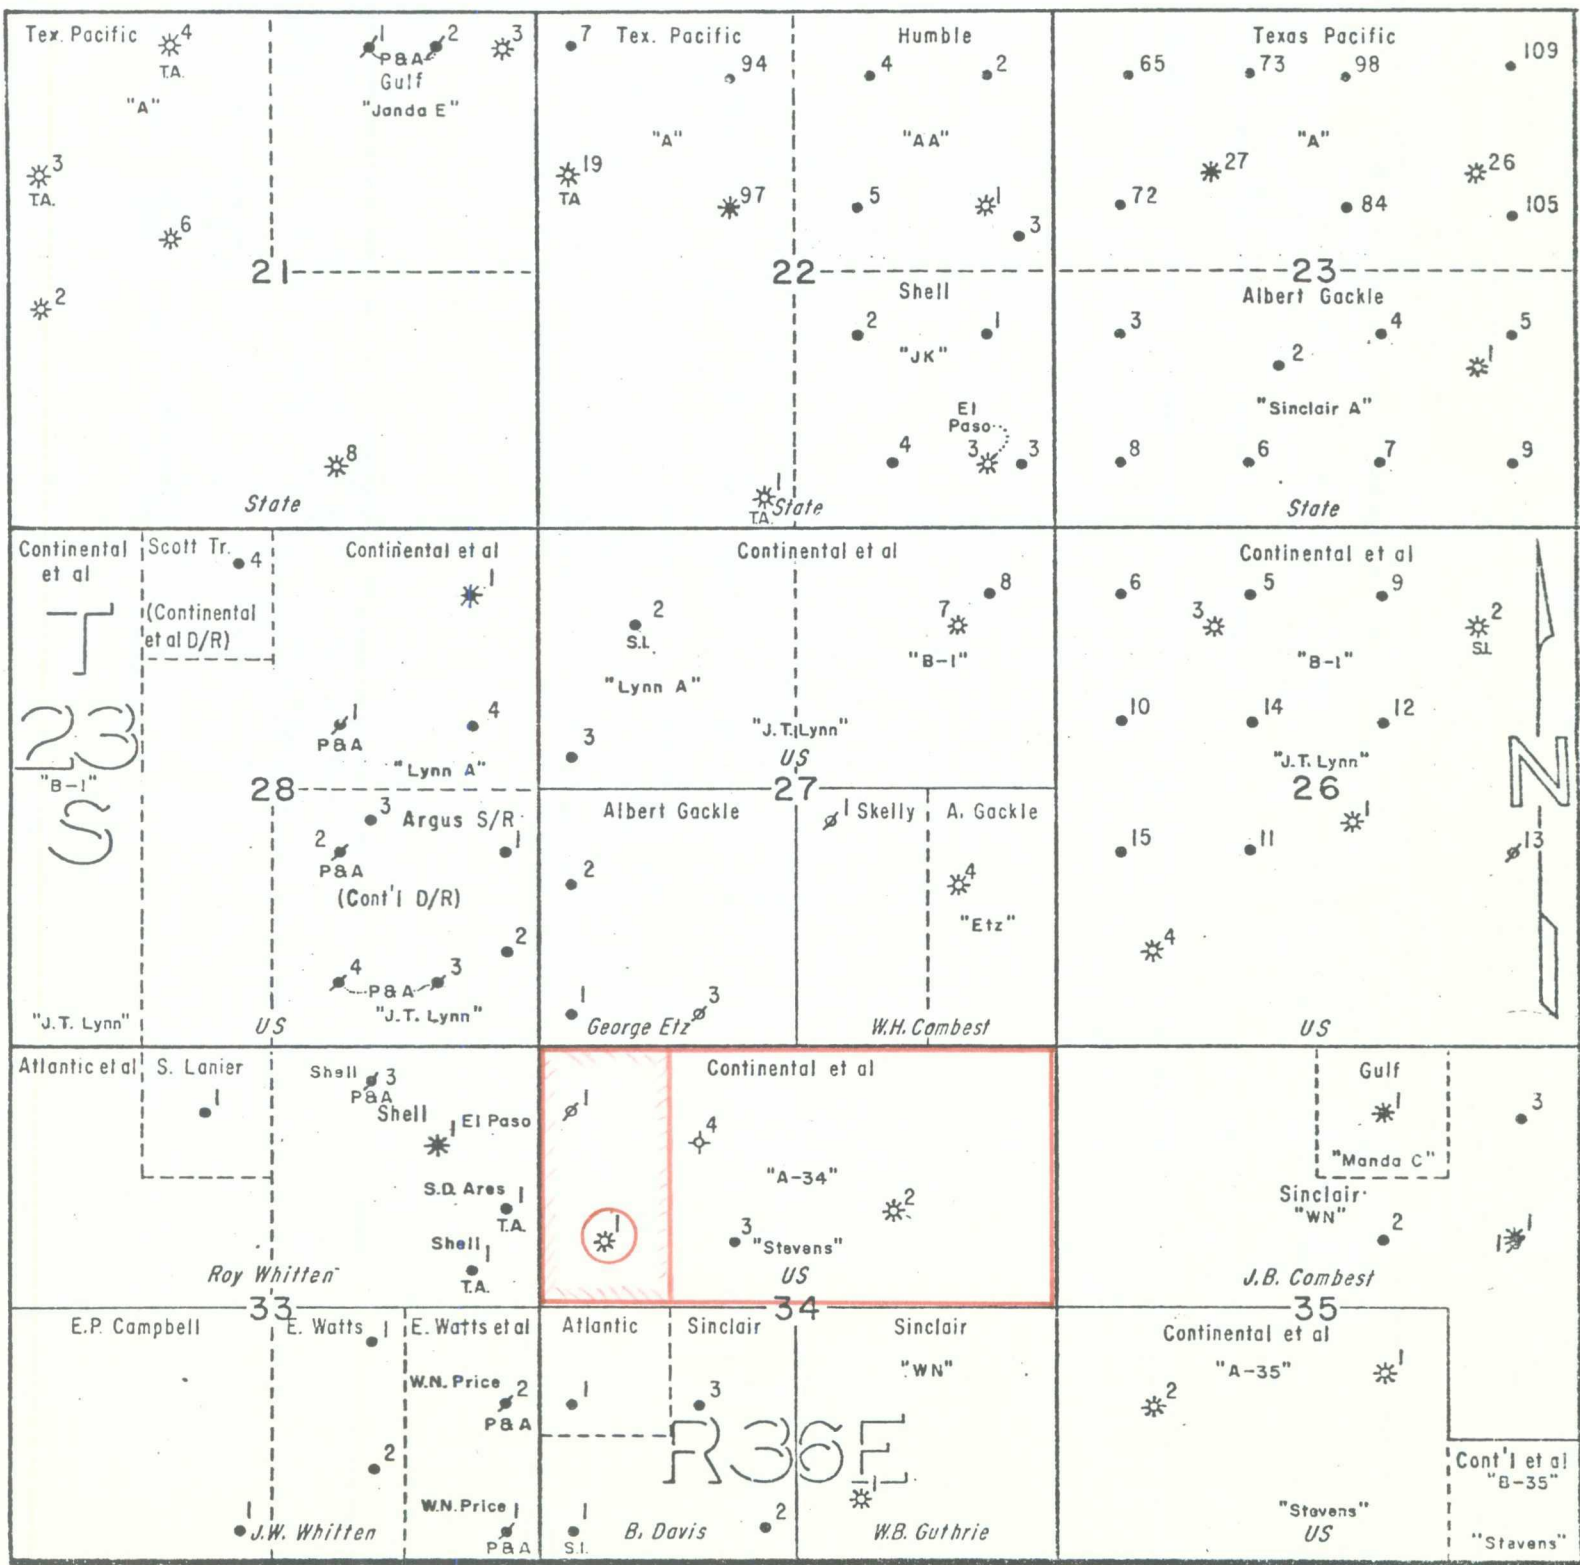 Tex. Pacific
4
T.A.
"A"
3
T.A.
6
2
8
State
1
P&A
2
3
Gulf
"Janda E"
21
7
Tex. Pacific
94
"A"
19
TA
97
1
T.A.
State
Humble
4
2
"AA"
5
1
3
22
Shell
2
1
"JK"
El
Paso
4
3
3
Texas Pacific
65
73
98
109
"A"
27
26
72
84
105
23
Albert Gackle
3
4
5
2
1
"Sinclair A"
8
6
7
9
State
Continental
et al
T
23
S
"B-1"
"J.T. Lynn"
Scott Tr.
4
(Continental
et al D/R)
Continental et al
1
1
P&A
4
"Lynn A"
28
3
Argus S/R
2
P&A
1
(Cont'l D/R)
2
4
P&A
3
"J.T. Lynn"
US
Continental et al
2
S.I.
8
7
"B-1"
"Lynn A"
3
"J.T. Lynn"
US
27
Albert Gackle
2
1
3
George Etz
1
Skelly
A. Gackle
4
"Etz"
W.H. Combest
Continental et al
6
5
9
3
2
S.I.
"B-1"
10
14
12
"J.T. Lynn"
26
1
15
11
13
4
US
N
Atlantic et al
S. Lanier
1
Shell
3
P&A
Shell
1
El Paso
S.D. Ares
1
T.A.
Shell
1
T.A.
Roy Whitten
33
E.P. Campbell
E. Watts
1
2
1
J.W. Whitten
E. Watts et al
W.N. Price
2
P&A
W.N. Price
1
P&A
Continental et al
1
4
"A-34"
2
1
3
"Stevens"
US
34
Atlantic
Sinclair
Sinclair
"WN"
1
3
R 36 E
1
1
S.I.
2
B. Davis
W.B. Guthrie
Gulf
1
"Manda C"
3
Sinclair
"WN"
2
1
1
J.B. Combest
35
Continental et al
"A-35"
1
2
"Stevens"
US
Cont'l et al
"B-35"
"Stevens"